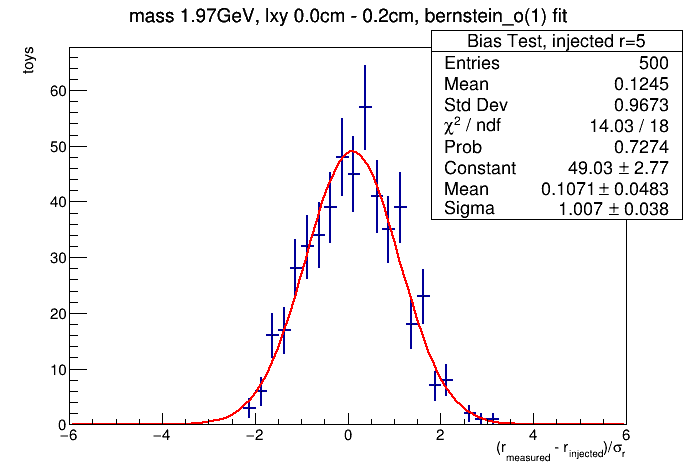 mass 1.97GeV, lxy 0.0cm - 0.2cm, bernstein_o(1) fit
Bias Test, injected r=5
Entries 500
Mean 0.1245
Std Dev 0.9673
χ² / ndf 14.03 / 18
Prob 0.7274
Constant 49.03 ± 2.77
Mean 0.1071 ± 0.0483
Sigma 1.007 ± 0.038
toys
60
50
40
30
20
10
0
−6 −4 −2 0 2 4 6
(r_measured - r_injected)/σ_r